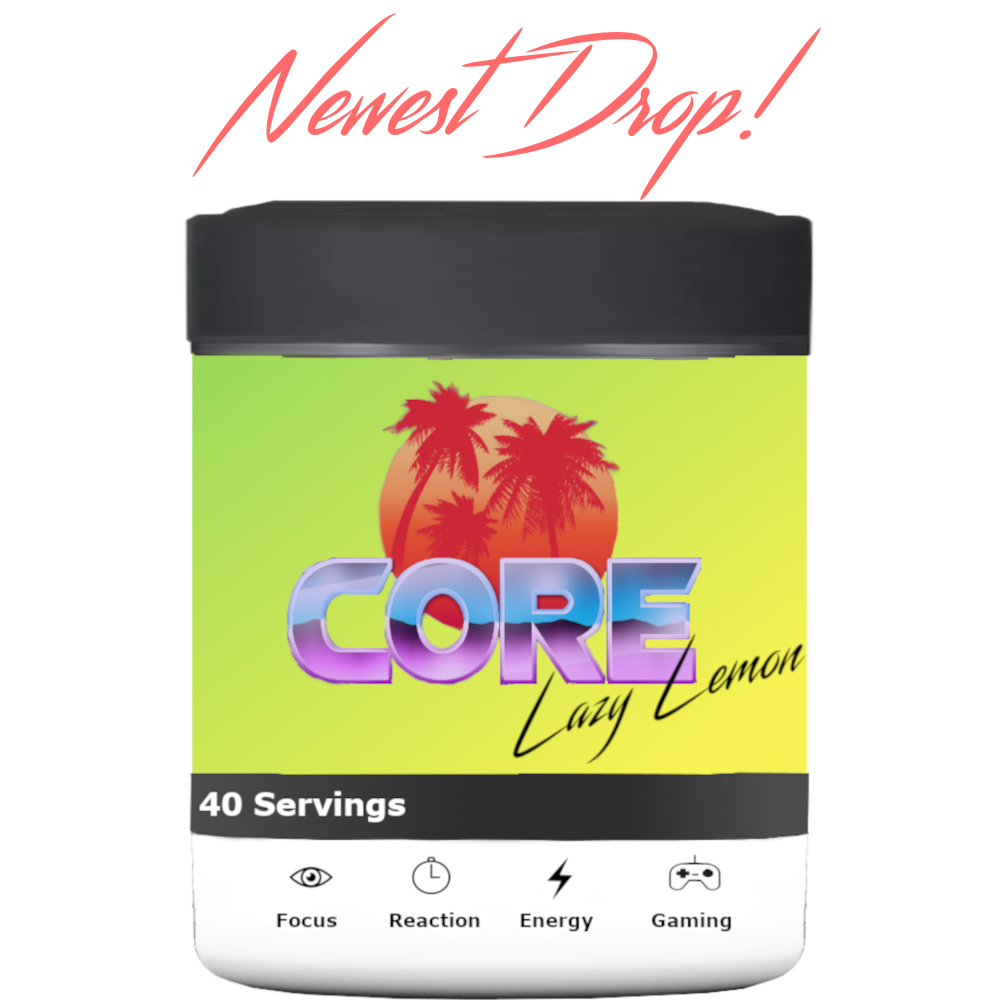 Newest Drop!
CORE
Lazy Lemon
40 Servings
Focus Reaction Energy Gaming